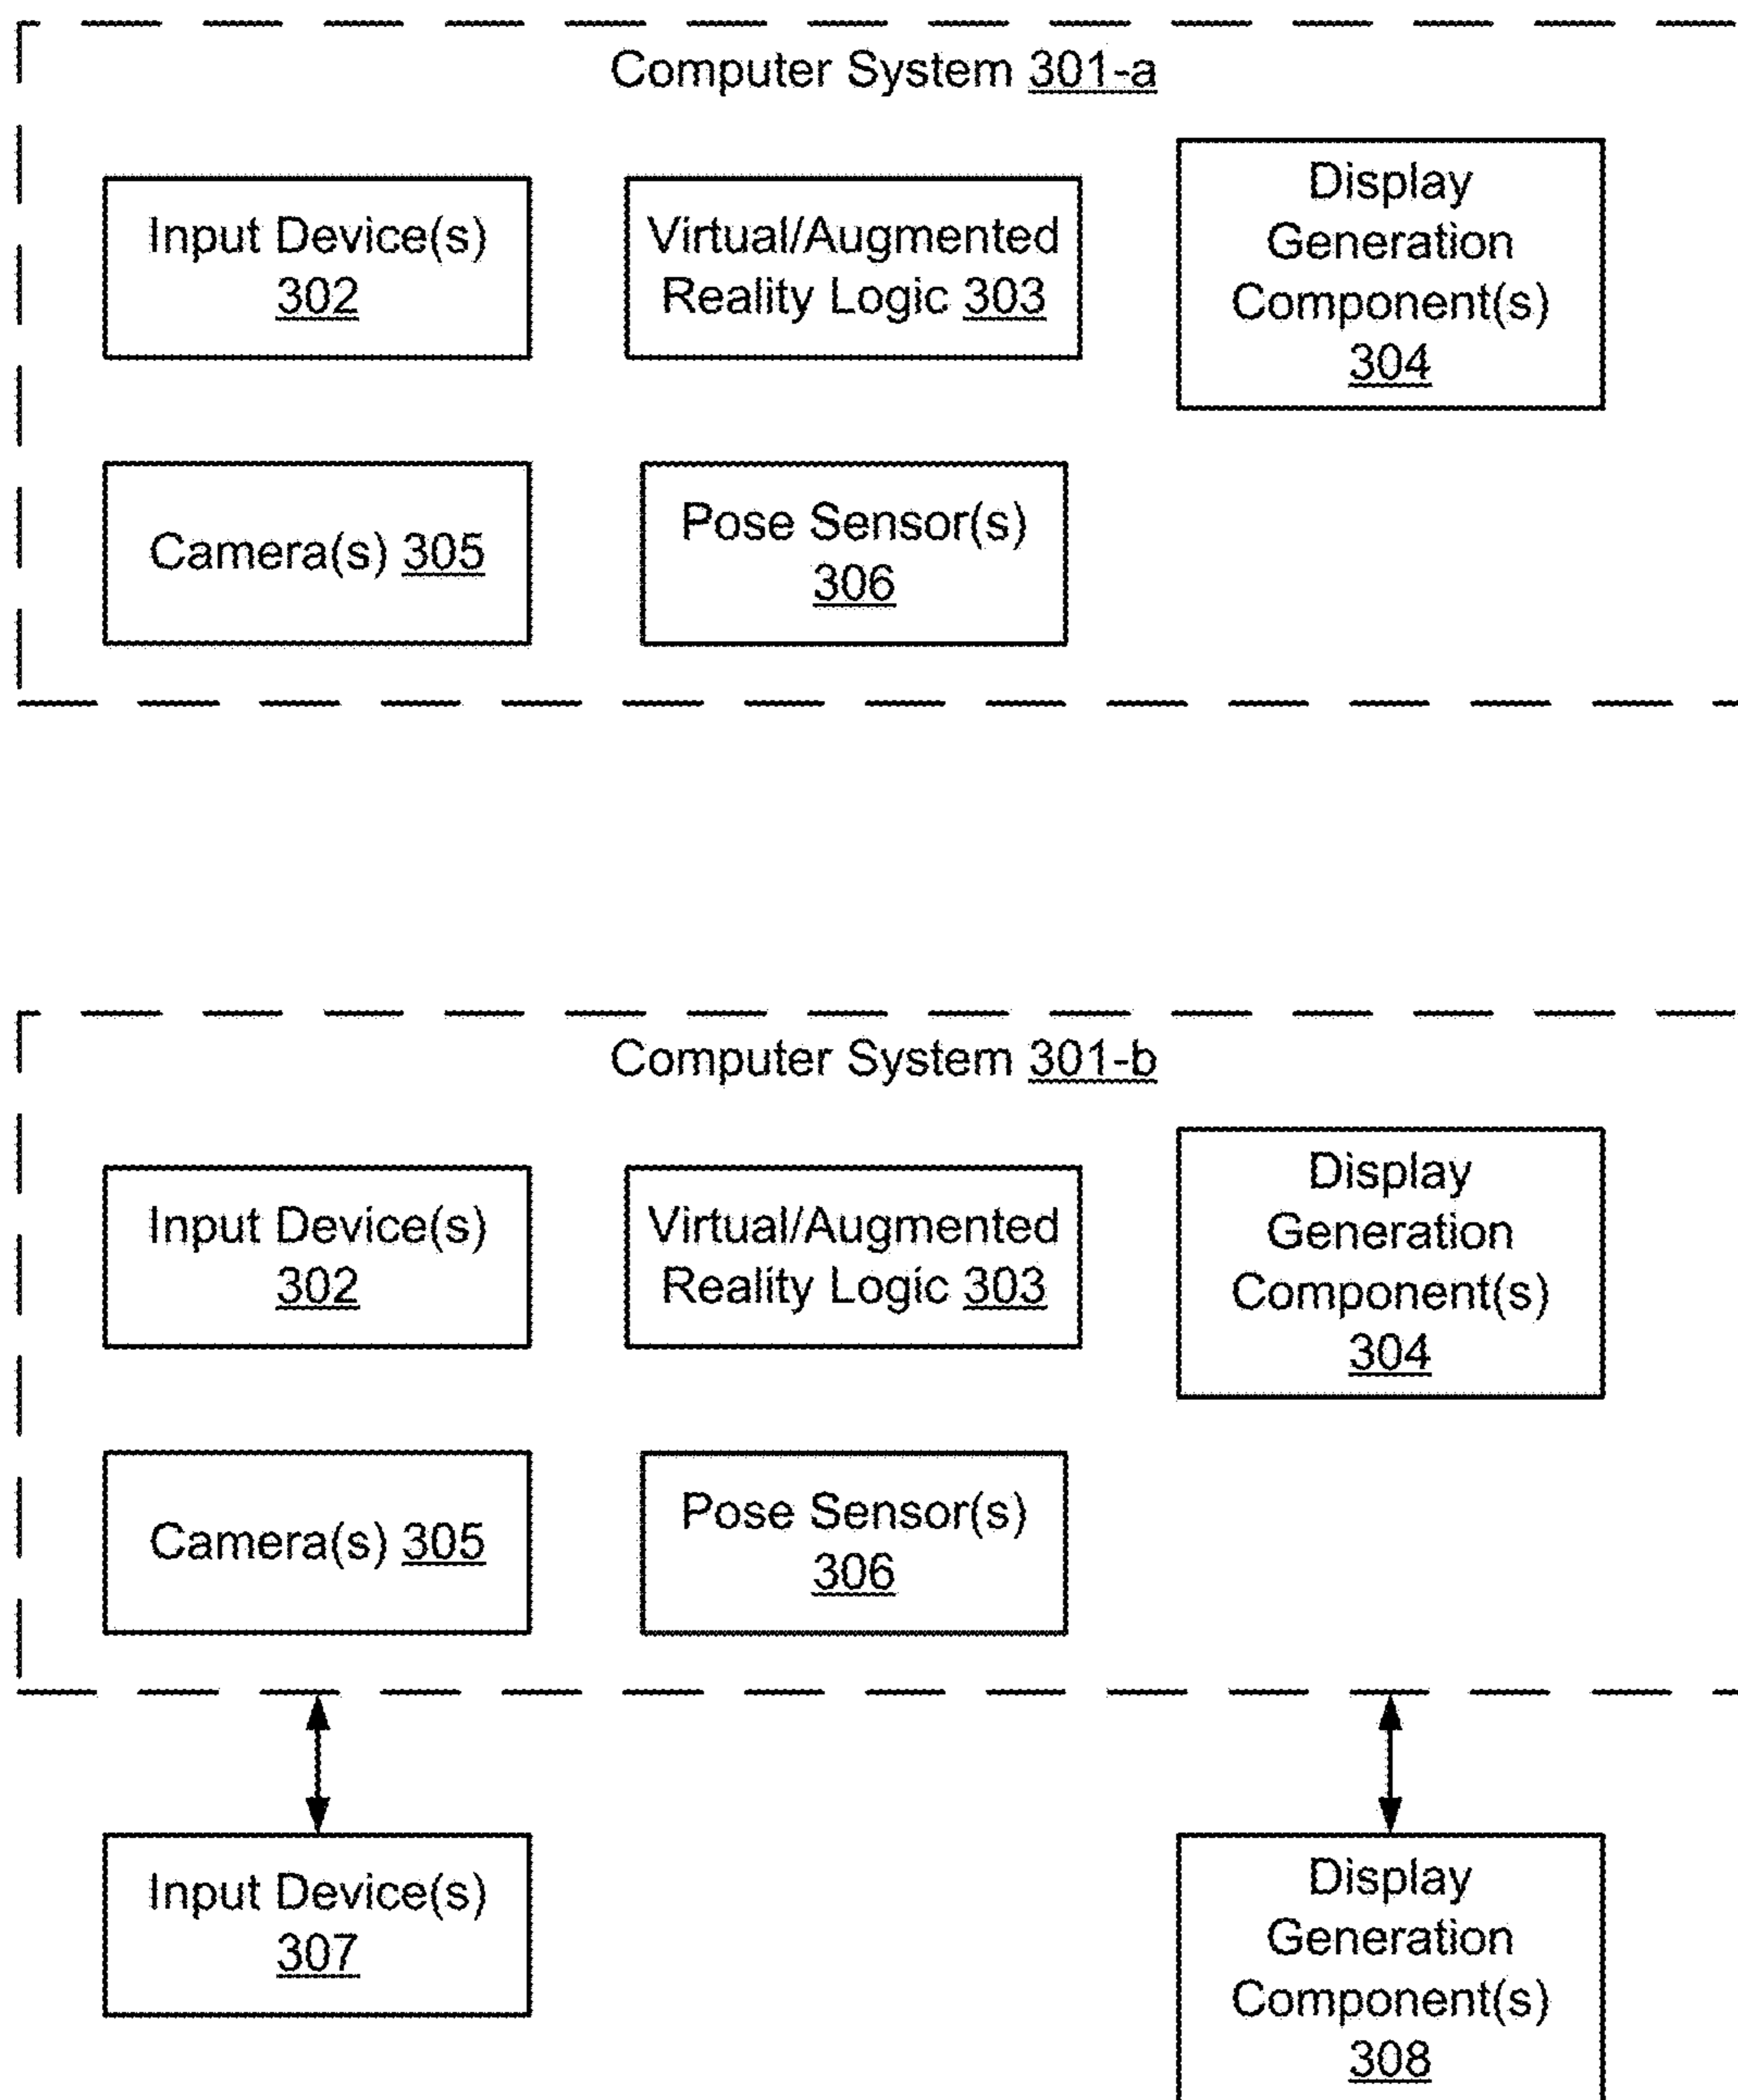 Computer System 301-a
Input Device(s)
302
Virtual/Augmented
Reality Logic 303
Display
Generation
Component(s)
304
Camera(s) 305
Pose Sensor(s)
306
Computer System 301-b
Input Device(s)
302
Virtual/Augmented
Reality Logic 303
Display
Generation
Component(s)
304
Camera(s) 305
Pose Sensor(s)
306
Input Device(s)
307
Display
Generation
Component(s)
308